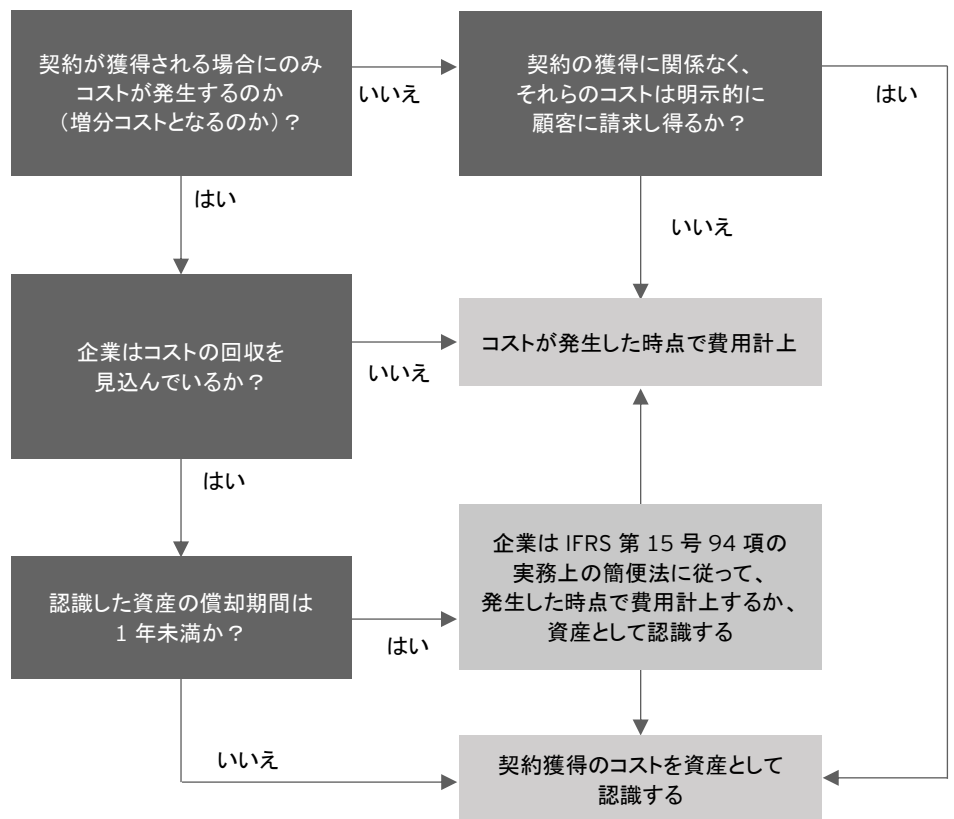 契約が獲得される場合にのみ
コストが発生するのか
（増分コストとなるのか）？
いいえ
契約の獲得に関係なく、
それらのコストは明示的に
顧客に請求し得るか？
はい
はい
いいえ
企業はコストの回収を
見込んでいるか？
いいえ
コストが発生した時点で費用計上
はい
認識した資産の償却期間は
1 年未満か？
はい
企業は IFRS 第 15 号 94 項の
実務上の簡便法に従って、
発生した時点で費用計上するか、
資産として認識する
いいえ
契約獲得のコストを資産として
認識する